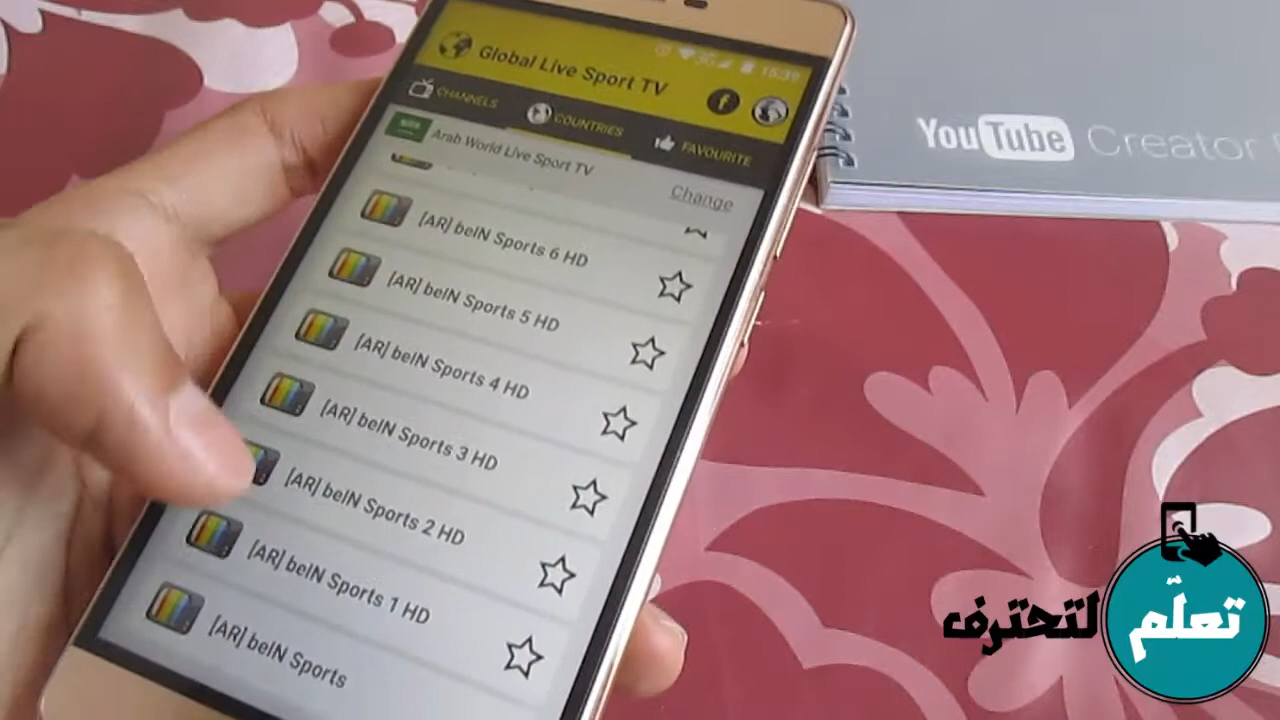 Global Live Sport TV
15:39
CHANNELS
COUNTRIES
FAVOURITE
Arab World Live Sport TV
Change
[AR] beIN Sports 6 HD
[AR] beIN Sports 5 HD
[AR] beIN Sports 4 HD
[AR] beIN Sports 3 HD
[AR] beIN Sports 2 HD
[AR] beIN Sports 1 HD
[AR] beIN Sports
YouTube Creator
تعلّم لتحترف